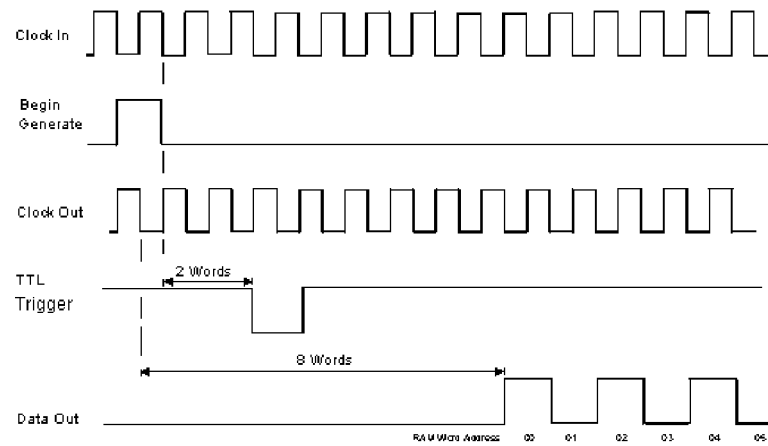 Clock In
Begin
Generate
Clock Out
TTL
Trigger
2 Words
8 Words
Data Out
RAM Word Address 00 01 02 03 04 05